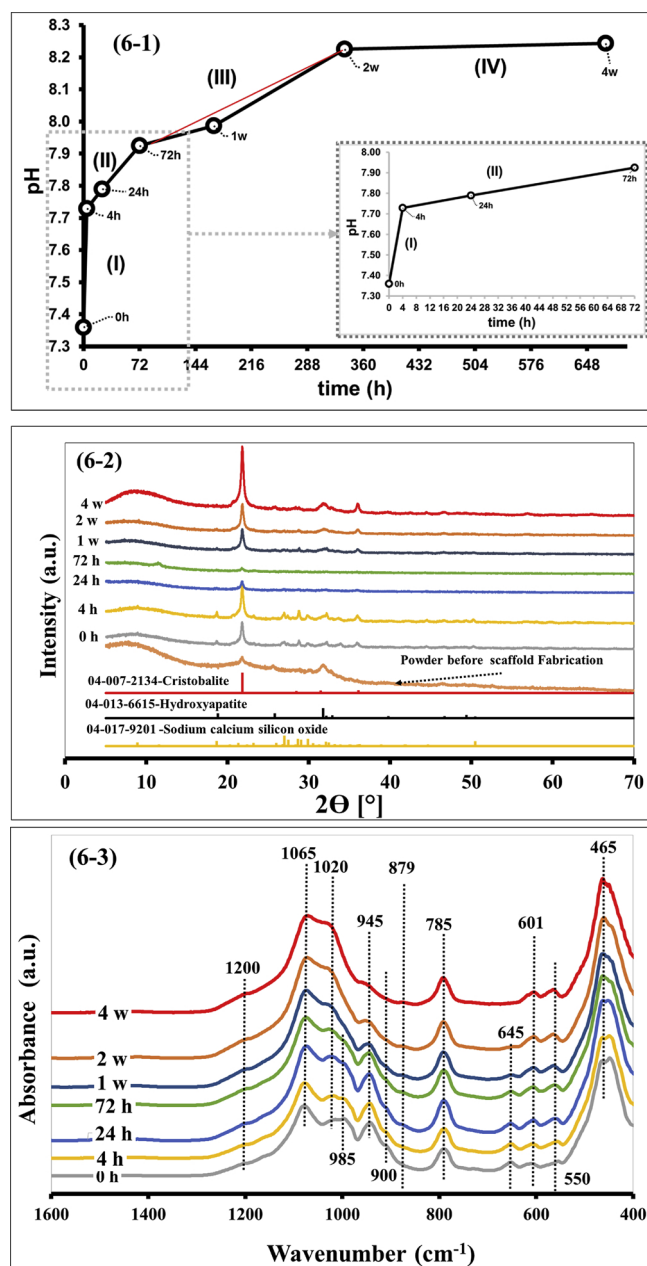 (6-1)
8.3
8.2
8.1
8.0
7.9
7.8
7.7
7.6
7.5
7.4
7.3
pH
(III)
2w
(IV)
4w
1w
(II)
72h
24h
4h
(I)
0h
0 72 144 216 288 360 432 504 576 648
time (h)
8.00
7.90
7.80
7.70
7.60
7.50
7.40
7.30
pH
(II)
72h
4h
24h
(I)
0h
0 4 8 12 16 20 24 28 32 36 40 44 48 52 56 60 64 68 72
time (h)
(6-2)
Intensity (a.u.)
4 w
2 w
1 w
72 h
24 h
4 h
0 h
Powder before scaffold Fabrication
04-007-2134-Cristobalite
04-013-6615-Hydroxyapatite
04-017-9201 -Sodium calcium silicon oxide
0 10 20 30 40 50 60 70
2Ө [°]
(6-3)
Absorbance (a.u.)
1065
1020
879
465
945
785
601
1200
4 w
645
2 w
1 w
72 h
24 h
985
4 h
900
550
0 h
1600 1400 1200 1000 800 600 400
Wavenumber (cm-1)